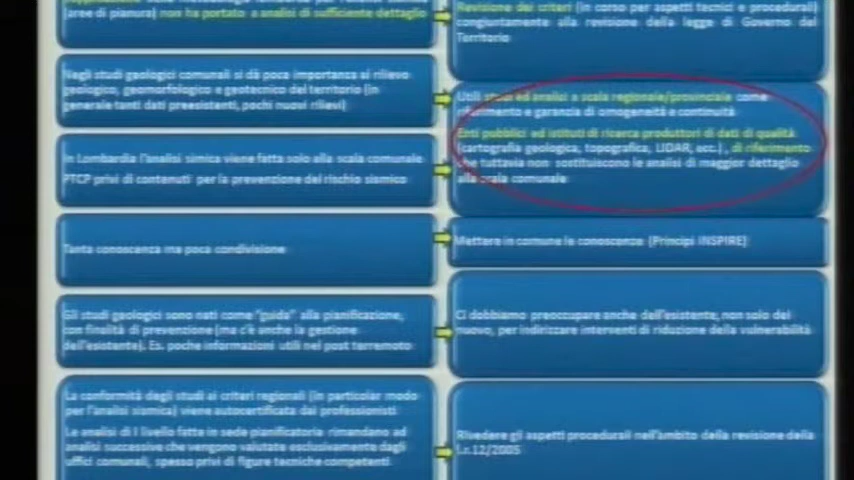 (aree di pianura) non ha portato a analisi di sufficiente dettaglio
Revisione dei criteri (in corso per aspetti tecnici e procedurali)
congiuntamente alla revisione della legge di Governo del
Territorio
Negli studi geologici comunali si dà poca importanza al rilievo
geologico, geomorfologico e geotecnico del territorio (in
generale tanti dati preesistenti, pochi nuovi rilievi)
Utili studi ed analisi a scala regionale/provinciale come
riferimento e garanzia di omogeneità e continuità
Enti pubblici ed istituti di ricerca produttori di dati di qualità
(cartografia geologica, topografica, LIDAR, acc.) , di riferimento
che tuttavia non sostituiscono le analisi di maggior dettaglio
alla scala comunale
In Lombardia l'analisi simica viene fatta solo alla scala comunale
PTCP privi di contenuti per la prevenzione del rischio sismico
Tanta conoscenza ma poca condivisione
Mettere in comune le conoscenze (Principi INSPIRE)
Gli studi geologici sono nati come "guida" alla pianificazione,
con finalità di prevenzione (ma c'è anche la gestione
dell'esistente). Es. poche informazioni utili nel post terremoto
Ci dobbiamo preoccupare anche dell'esistente, non solo del
nuovo, per indirizzare interventi di riduzione della vulnerabilità
La conformità degli studi ai criteri regionali (in particolar modo
per l'analisi sismica) viene autocertificata dai professionisti
Le analisi di I livello fatte in sede pianificatoria rimandano ad
analisi successive che vengono valutate esclusivamente dagli
uffici comunali, spesso privi di figure tecniche competenti.
Rivedere gli aspetti procedurali nell'ambito della revisione della
l.r.12/2005